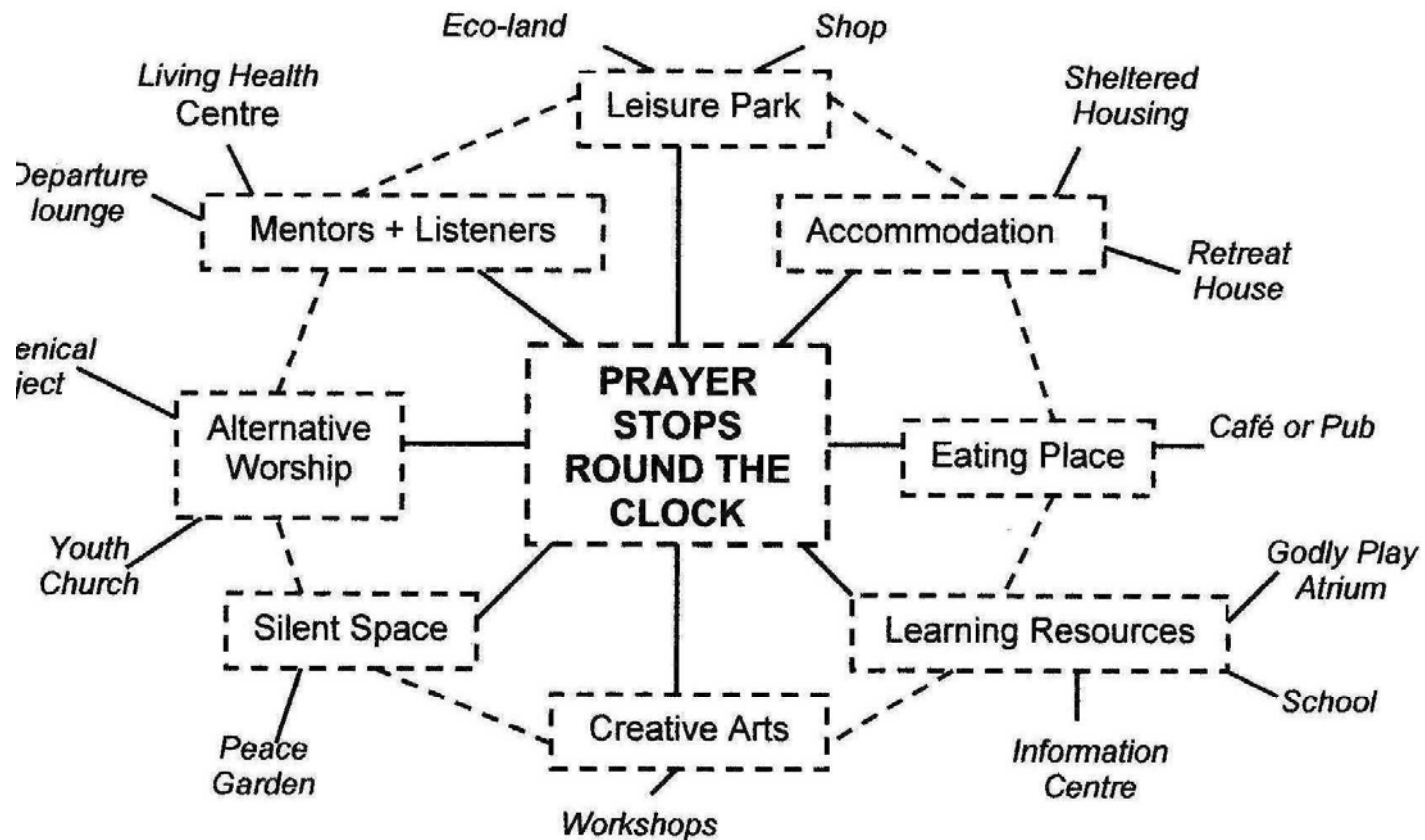 Eco-land
Shop
Living Health
Centre
Leisure Park
Sheltered
Housing
lounge
Mentors + Listeners
Accommodation
Retreat
House
PRAYER
STOPS
ROUND THE
CLOCK
Alternative
Worship
Eating Place
Café or Pub
Youth
Church
Godly Play
Atrium
Silent Space
Learning Resources
School
Peace
Garden
Creative Arts
Information
Centre
Workshops